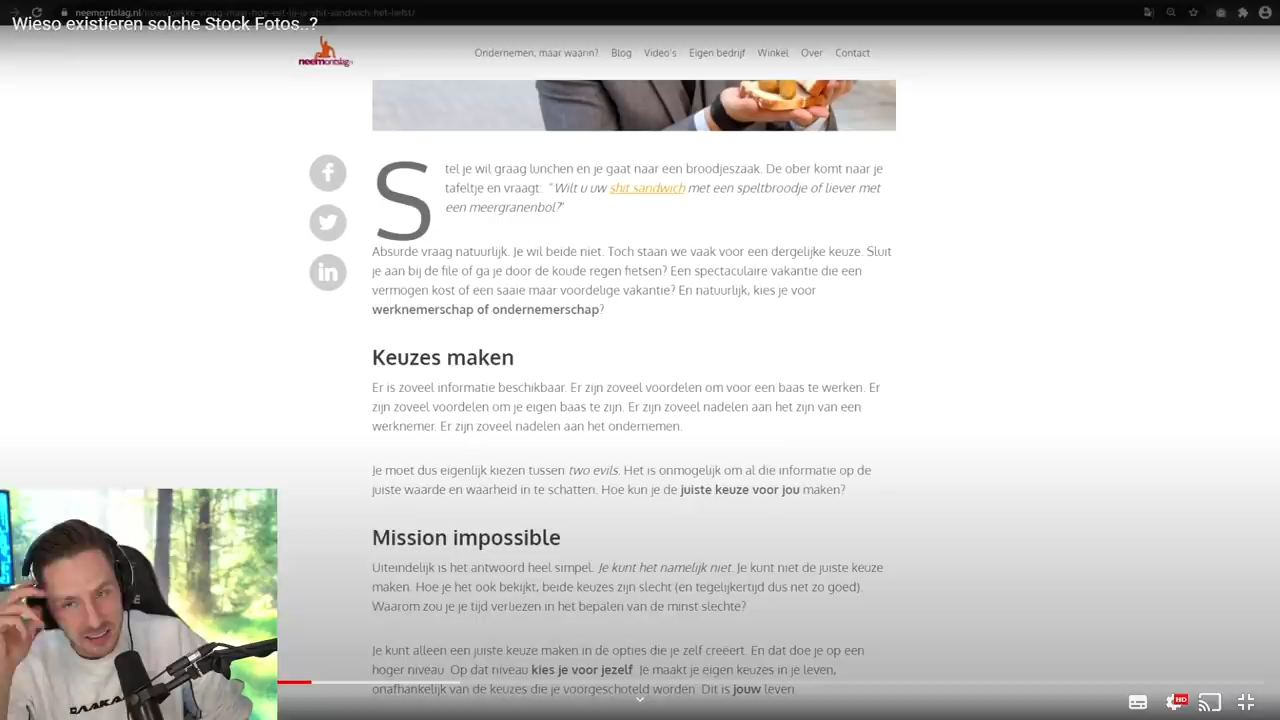 neemontslag.nl/news/gekke-vraag-maar-hoe-eet-jij-je-shit-sandwich-het-liefst/
Wieso existieren solche Stock Fotos..?
neemontslag
Ondernemen, maar waarin? Blog Video's Eigen bedrijf Winkel Over Contact
Stel je wil graag lunchen en je gaat naar een broodjeszaak. De ober komt naar je
tafeltje en vraagt: "Wilt u uw shit sandwich met een speltbroodje of liever met
een meergranenbol?"
Absurde vraag natuurlijk. Je wil beide niet. Toch staan we vaak voor een dergelijke keuze. Sluit
je aan bij de file of ga je door de koude regen fietsen? Een spectaculaire vakantie die een
vermogen kost of een saaie maar voordelige vakantie? En natuurlijk, kies je voor
werknemerschap of ondernemerschap?
Keuzes maken
Er is zoveel informatie beschikbaar. Er zijn zoveel voordelen om voor een baas te werken. Er
zijn zoveel voordelen om je eigen baas te zijn. Er zijn zoveel nadelen aan het zijn van een
werknemer. Er zijn zoveel nadelen aan het ondernemen.
Je moet dus eigenlijk kiezen tussen two evils. Het is onmogelijk om al die informatie op de
juiste waarde en waarheid in te schatten. Hoe kun je de juiste keuze voor jou maken?
Mission impossible
Uiteindelijk is het antwoord heel simpel. Je kunt het namelijk niet. Je kunt niet de juiste keuze
maken. Hoe je het ook bekijkt, beide keuzes zijn slecht (en tegelijkertijd dus net zo goed).
Waarom zou je je tijd verliezen in het bepalen van de minst slechte?
Je kunt alleen een juiste keuze maken in de opties die je zelf creëert. En dat doe je op een
hoger niveau. Op dat niveau kies je voor jezelf. Je maakt je eigen keuzes in je leven,
onafhankelijk van de keuzes die je voorgeschoteld worden. Dit is jouw leven.
HD